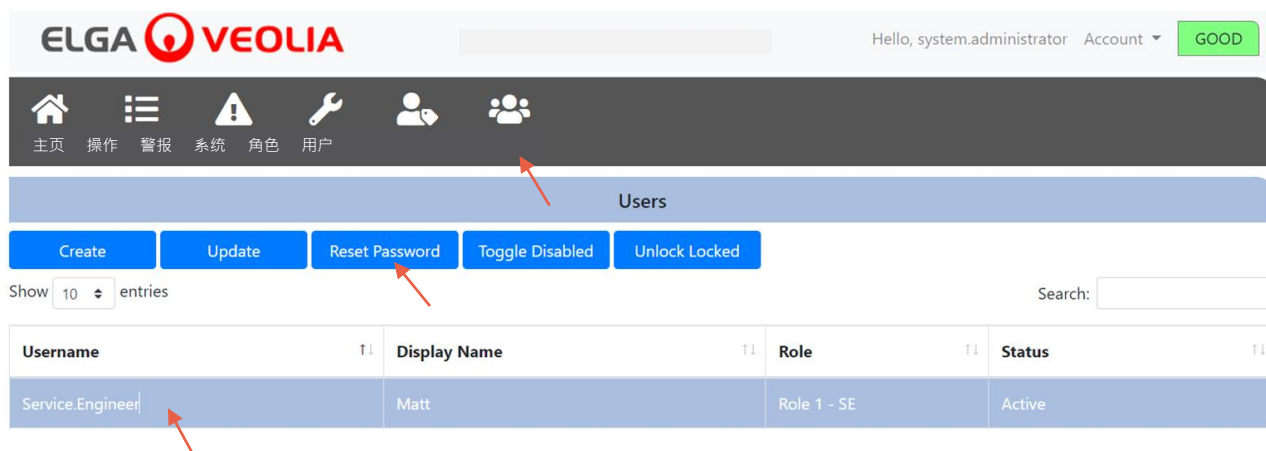 ELGA VEOLIA
Hello, system.administrator Account GOOD
主页 操作 警报 系统 角色 用户
Users
Create Update Reset Password Toggle Disabled Unlock Locked
Show 10 entries Search:
Username Display Name Role Status
Service.Engineer Matt Role 1 - SE Active